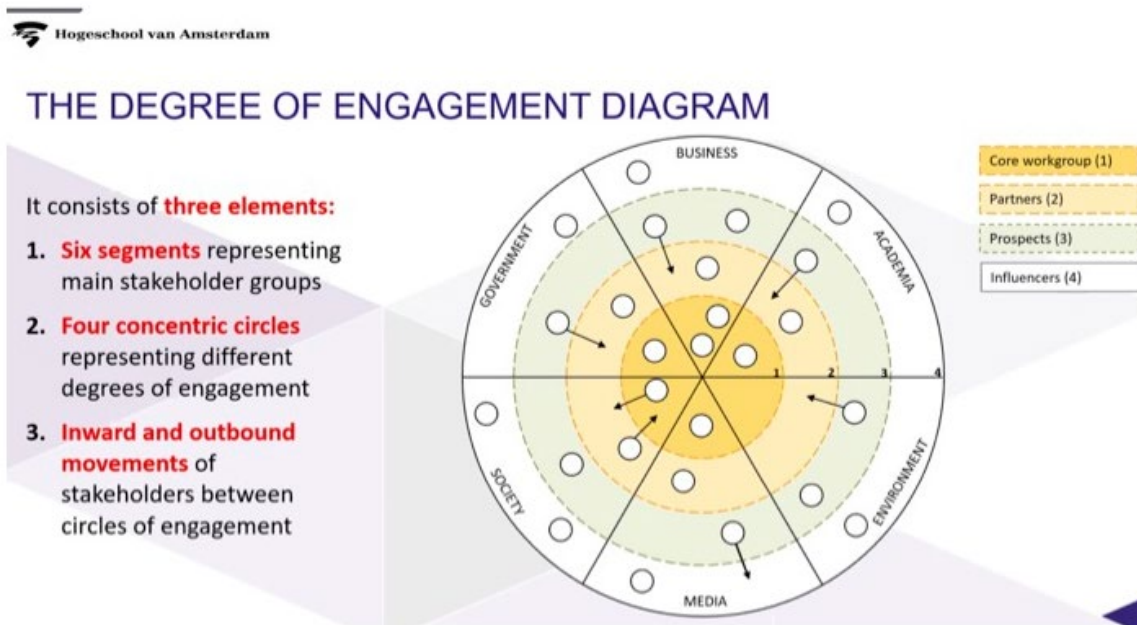 Hogeschool van Amsterdam
THE DEGREE OF ENGAGEMENT DIAGRAM
It consists of three elements:
1. Six segments representing
main stakeholder groups
2. Four concentric circles
representing different
degrees of engagement
3. Inward and outbound
movements of
stakeholders between
circles of engagement
BUSINESS
ACADEMIA
ENVIRONMENT
MEDIA
SOCIETY
GOVERNMENT
1 2 3 4
Core workgroup (1)
Partners (2)
Prospects (3)
Influencers (4)